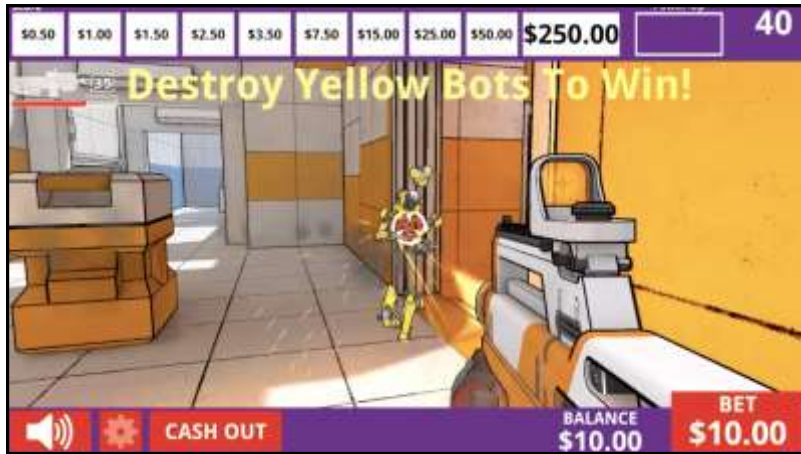 $0.50 $1.00 $1.50 $2.50 $3.50 $7.50 $15.00 $25.00 $50.00 $250.00 40
35
Destroy Yellow Bots To Win!
CASH OUT
BALANCE
$10.00
BET
$10.00